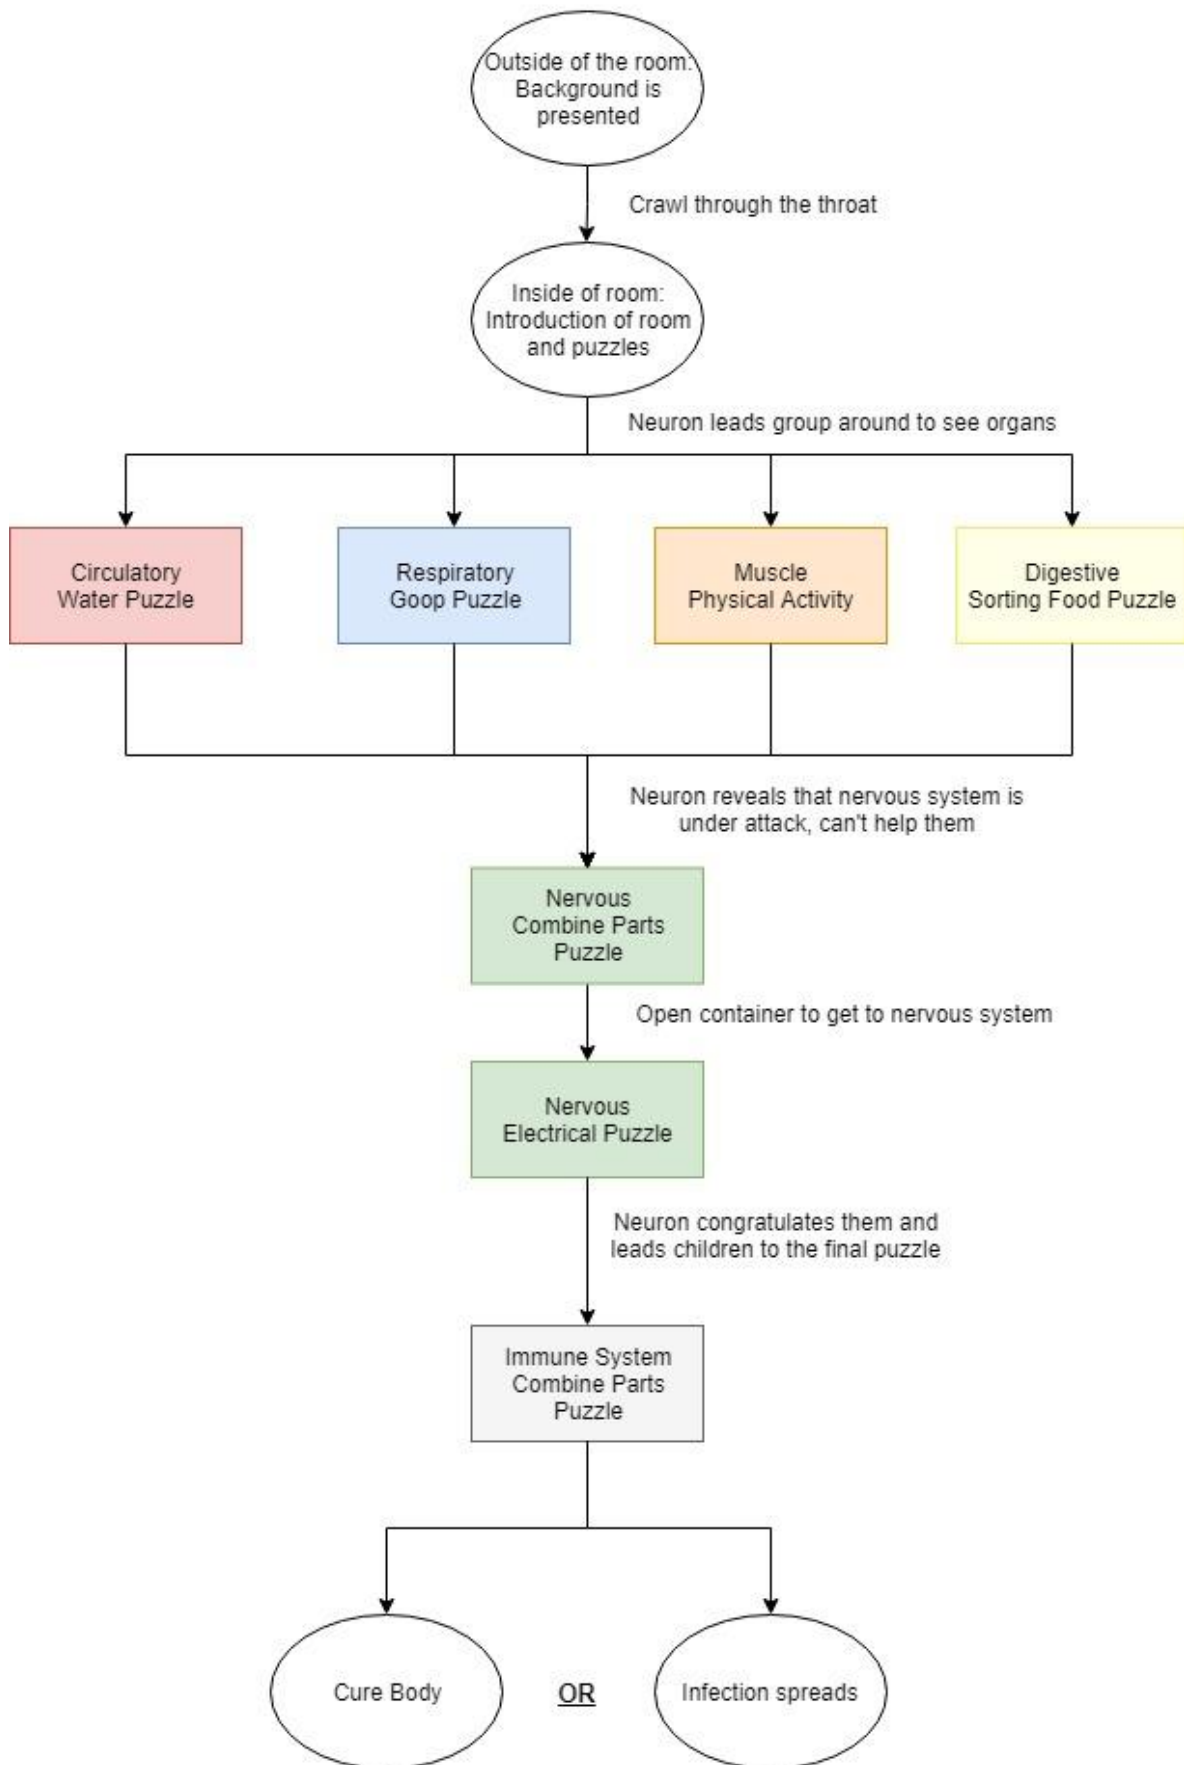 Outside of the room:
Background is
presented
Crawl through the throat
Inside of room:
Introduction of room
and puzzles
Neuron leads group around to see organs
Circulatory
Water Puzzle
Respiratory
Goop Puzzle
Muscle
Physical Activity
Digestive
Sorting Food Puzzle
Neuron reveals that nervous system is
under attack, can't help them
Nervous
Combine Parts
Puzzle
Open container to get to nervous system
Nervous
Electrical Puzzle
Neuron congratulates them and
leads children to the final puzzle
Immune System
Combine Parts
Puzzle
Cure Body
OR
Infection spreads